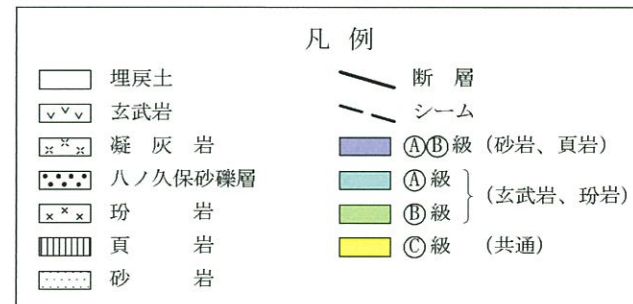 凡例
埋戻土
玄武岩
凝灰岩
八ノ久保砂礫層
玢岩
頁岩
砂岩
断層
シーム
ⒶⒷ級(砂岩、頁岩)
Ⓐ級
Ⓑ級
(玄武岩、玢岩)
Ⓒ級 (共通)